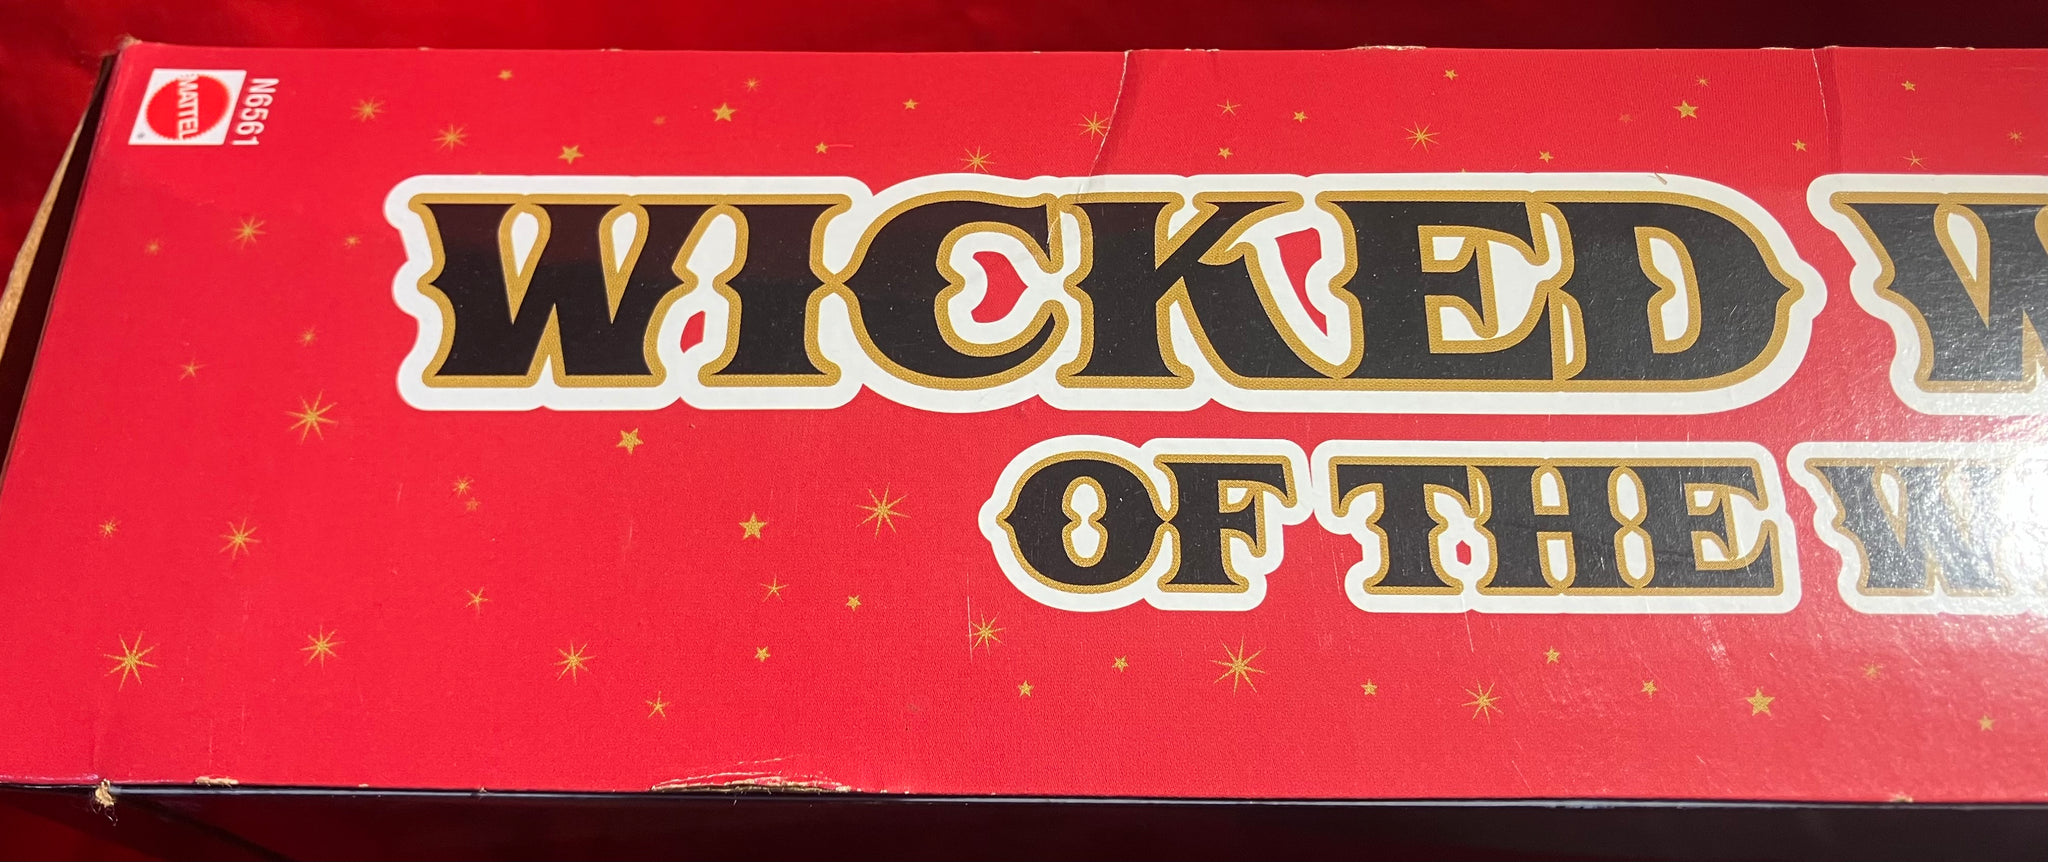 MATTEL
N6561
WICKED W
OF THE W